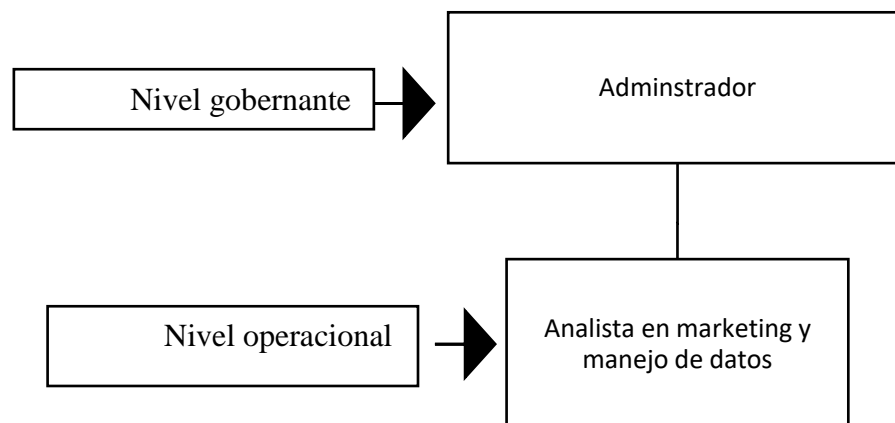 Nivel gobernante
Adminstrador
Nivel operacional
Analista en marketing y
manejo de datos